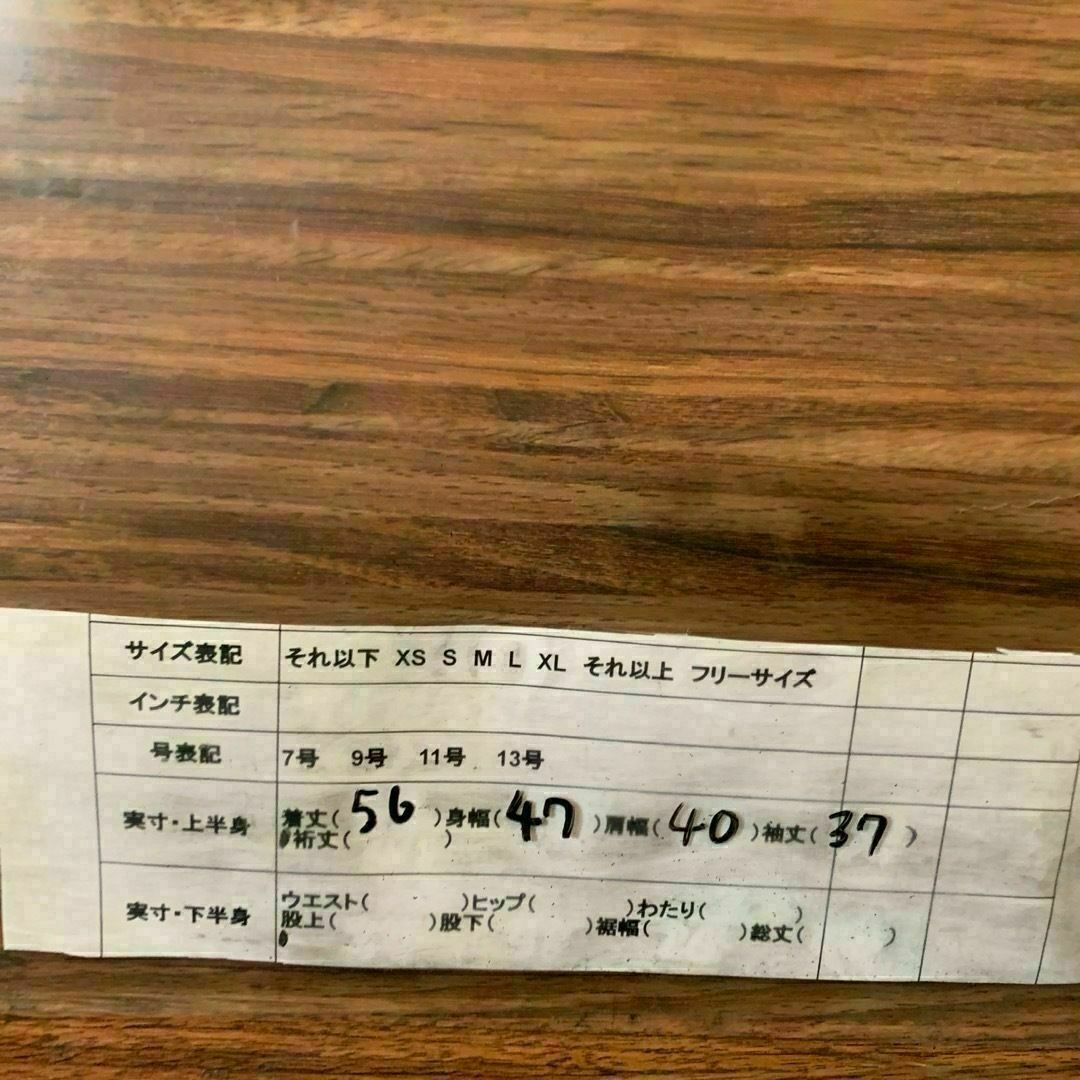 サイズ表記 それ以下 XS S M L XL それ以上 フリーサイズ
インチ表記
号表記 7号 9号 11号 13号
実寸・上半身 着丈(56)身幅(47)肩幅(40)袖丈(37)
裄丈( )
実寸・下半身 ウエスト( )ヒップ( )わたり( )
股上( )股下( )裾幅( )総丈( )